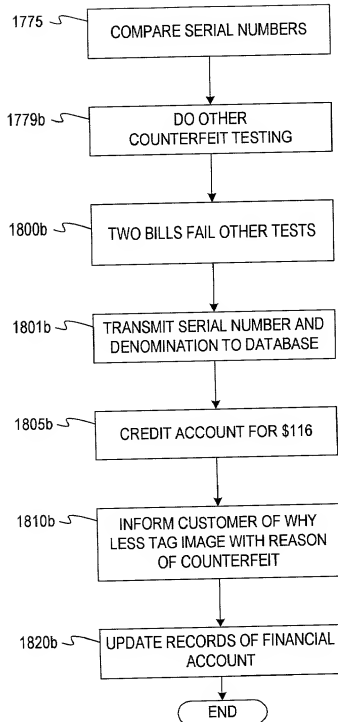 1775
COMPARE SERIAL NUMBERS
1779b
DO OTHER
COUNTERFEIT TESTING
1800b
TWO BILLS FAIL OTHER TESTS
1801b
TRANSMIT SERIAL NUMBER AND
DENOMINATION TO DATABASE
1805b
CREDIT ACCOUNT FOR $116
1810b
INFORM CUSTOMER OF WHY
LESS TAG IMAGE WITH REASON
OF COUNTERFEIT
1820b
UPDATE RECORDS OF FINANCIAL
ACCOUNT
END